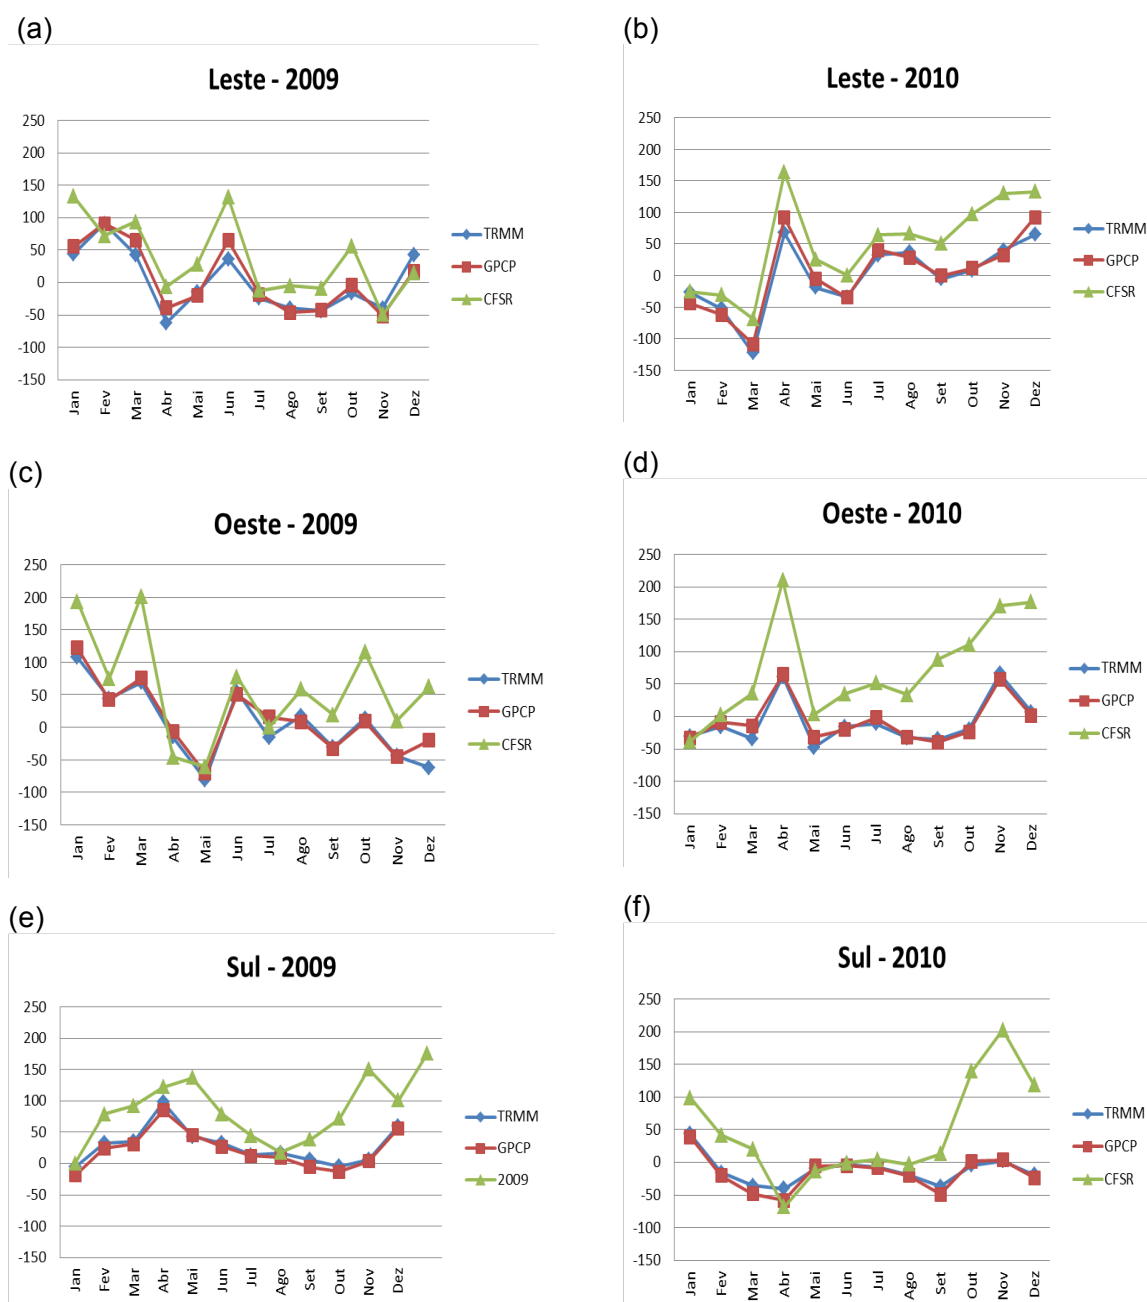 (a)
Leste - 2009
250
200
150
100
50
0
-50
-100
-150
Jan Fev Mar Abr Mai Jun Jul Ago Set Out Nov Dez
TRMM
GPCP
CFSR
(b)
Leste - 2010
250
200
150
100
50
0
-50
-100
-150
Jan Fev Mar Abr Mai Jun Jul Ago Set Out Nov Dez
TRMM
GPCP
CFSR
(c)
Oeste - 2009
250
200
150
100
50
0
-50
-100
-150
Jan Fev Mar Abr Mai Jun Jul Ago Set Out Nov Dez
TRMM
GPCP
CFSR
(d)
Oeste - 2010
250
200
150
100
50
0
-50
-100
-150
Jan Fev Mar Abr Mai Jun Jul Ago Set Out Nov Dez
TRMM
GPCP
CFSR
(e)
Sul - 2009
250
200
150
100
50
0
-50
-100
-150
Jan Fev Mar Abr Mai Jun Jul Ago Set Out Nov Dez
TRMM
GPCP
2009
(f)
Sul - 2010
250
200
150
100
50
0
-50
-100
-150
Jan Fev Mar Abr Mai Jun Jul Ago Set Out Nov Dez
TRMM
GPCP
CFSR